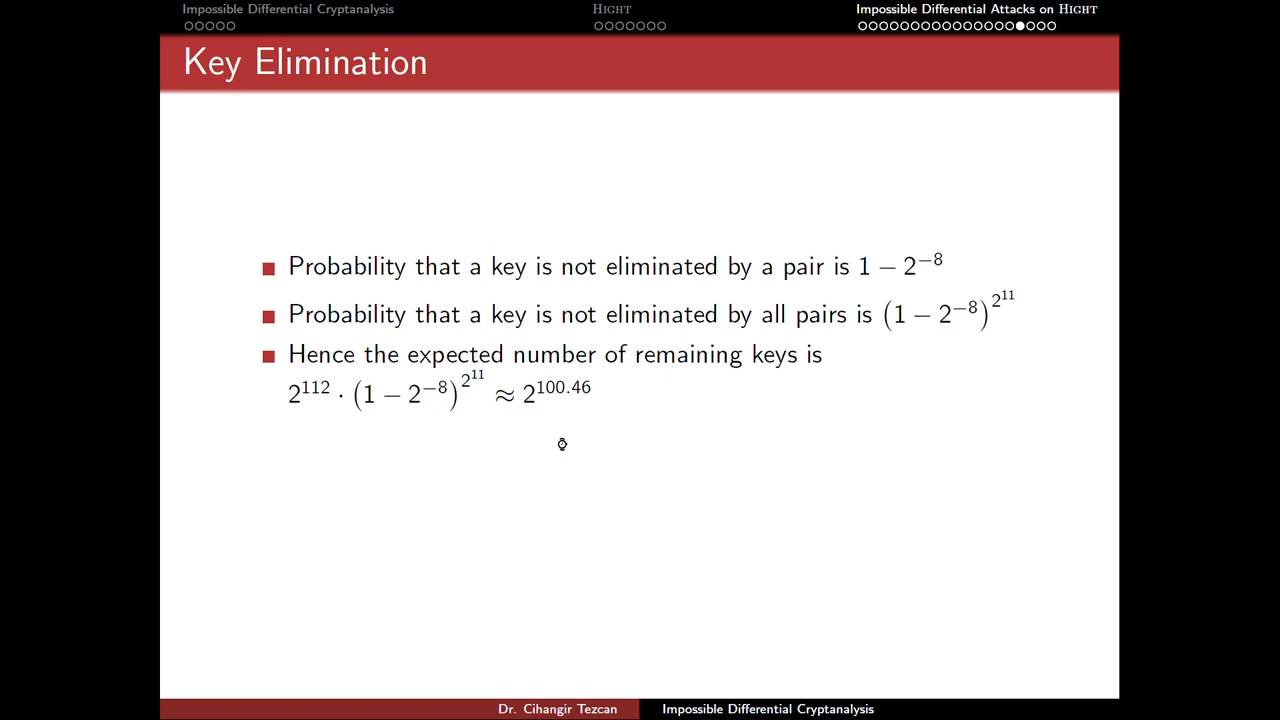 Impossible Differential Cryptanalysis HIGHT Impossible Differential Attacks on HIGHT
Key Elimination
Probability that a key is not eliminated by a pair is 1 − 2⁻⁸
Probability that a key is not eliminated by all pairs is (1 − 2⁻⁸)^2¹¹
Hence the expected number of remaining keys is
2¹¹² · (1 − 2⁻⁸)^2¹¹ ≈ 2^100.46
Dr. Cihangir Tezcan Impossible Differential Cryptanalysis